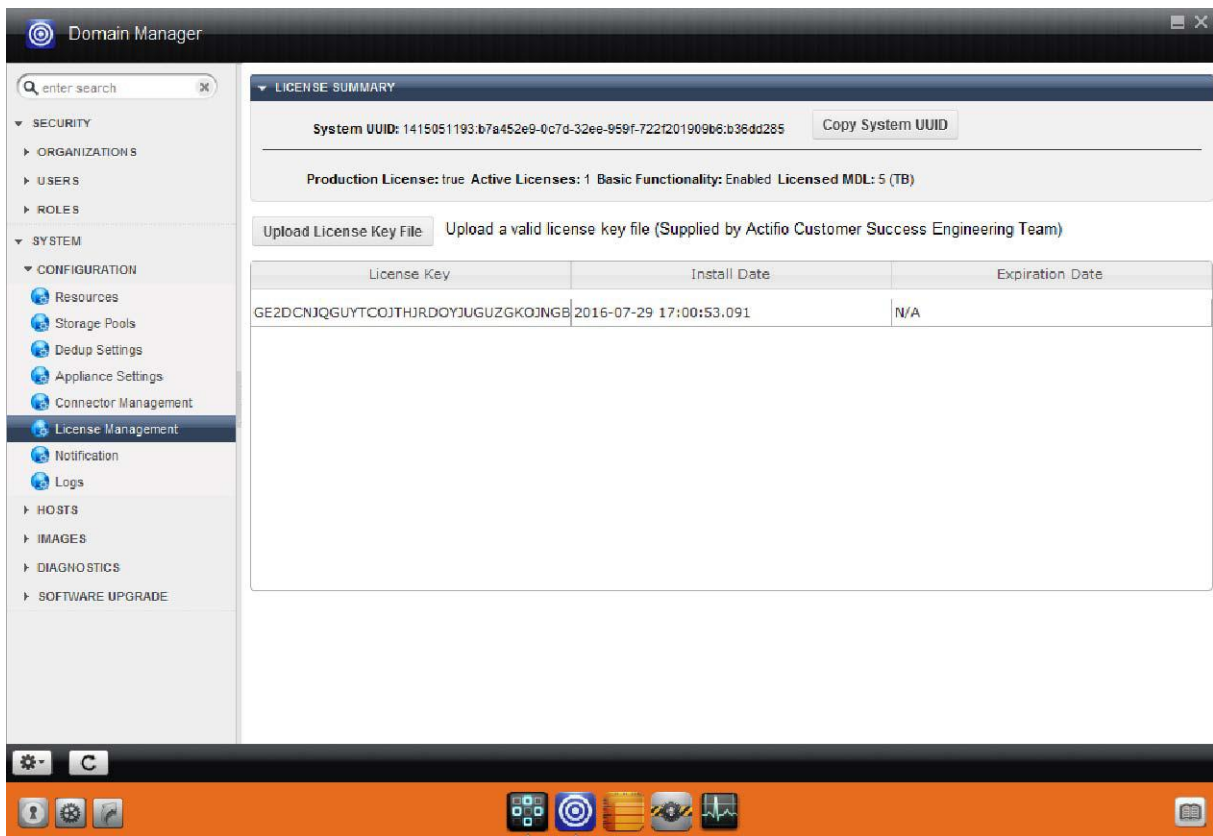 Domain Manager
enter search
SECURITY
ORGANIZATIONS
USERS
ROLES
SYSTEM
CONFIGURATION
Resources
Storage Pools
Dedup Settings
Appliance Settings
Connector Management
License Management
Notification
Logs
HOSTS
IMAGES
DIAGNOSTICS
SOFTWARE UPGRADE
LICENSE SUMMARY
System UUID: 1415051193:b7a452e9-0c7d-32ee-959f-722f201909b6:b36dd285 Copy System UUID
Production License: true Active Licenses: 1 Basic Functionality: Enabled Licensed MDL: 5 (TB)
Upload License Key File Upload a valid license key file (Supplied by Actifio Customer Success Engineering Team)
License Key Install Date Expiration Date
GE2DCNJQGUYTCOJTHJRDOYJUGUZGKOJNGB 2016-07-29 17:00:53.091 N/A